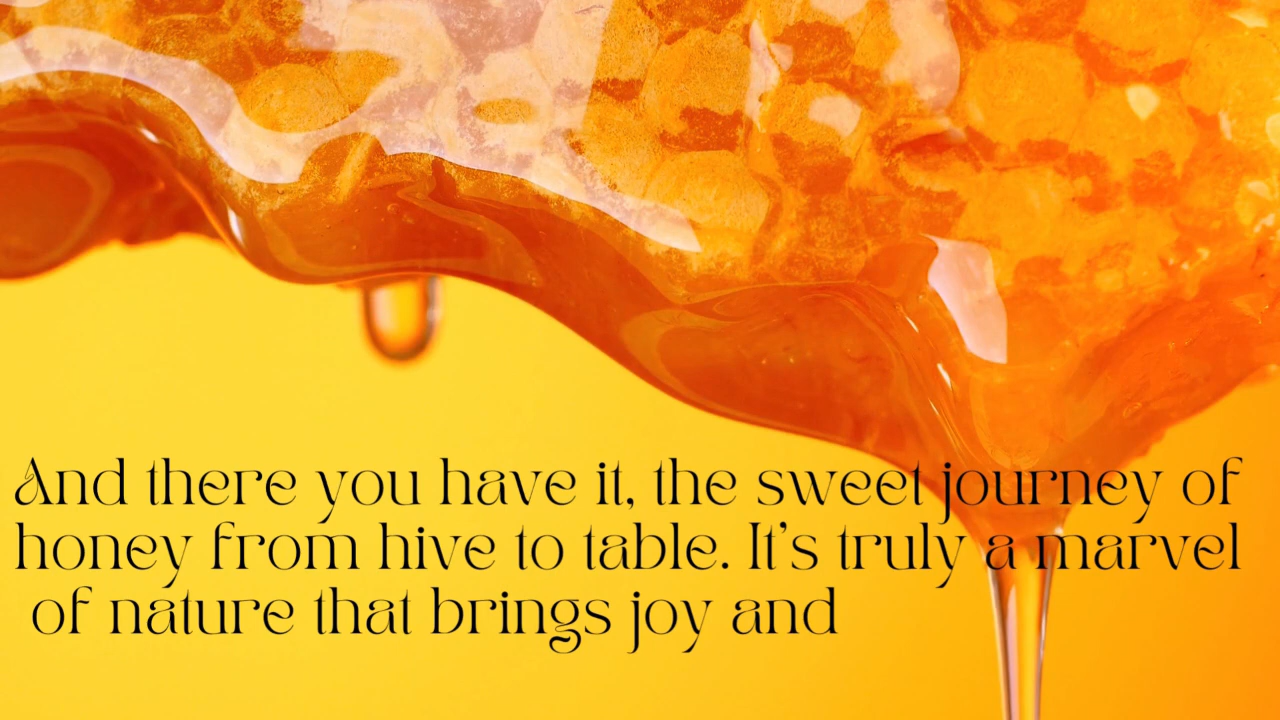 And there you have it, the sweet journey of
honey from hive to table. It's truly a marvel
of nature that brings joy and